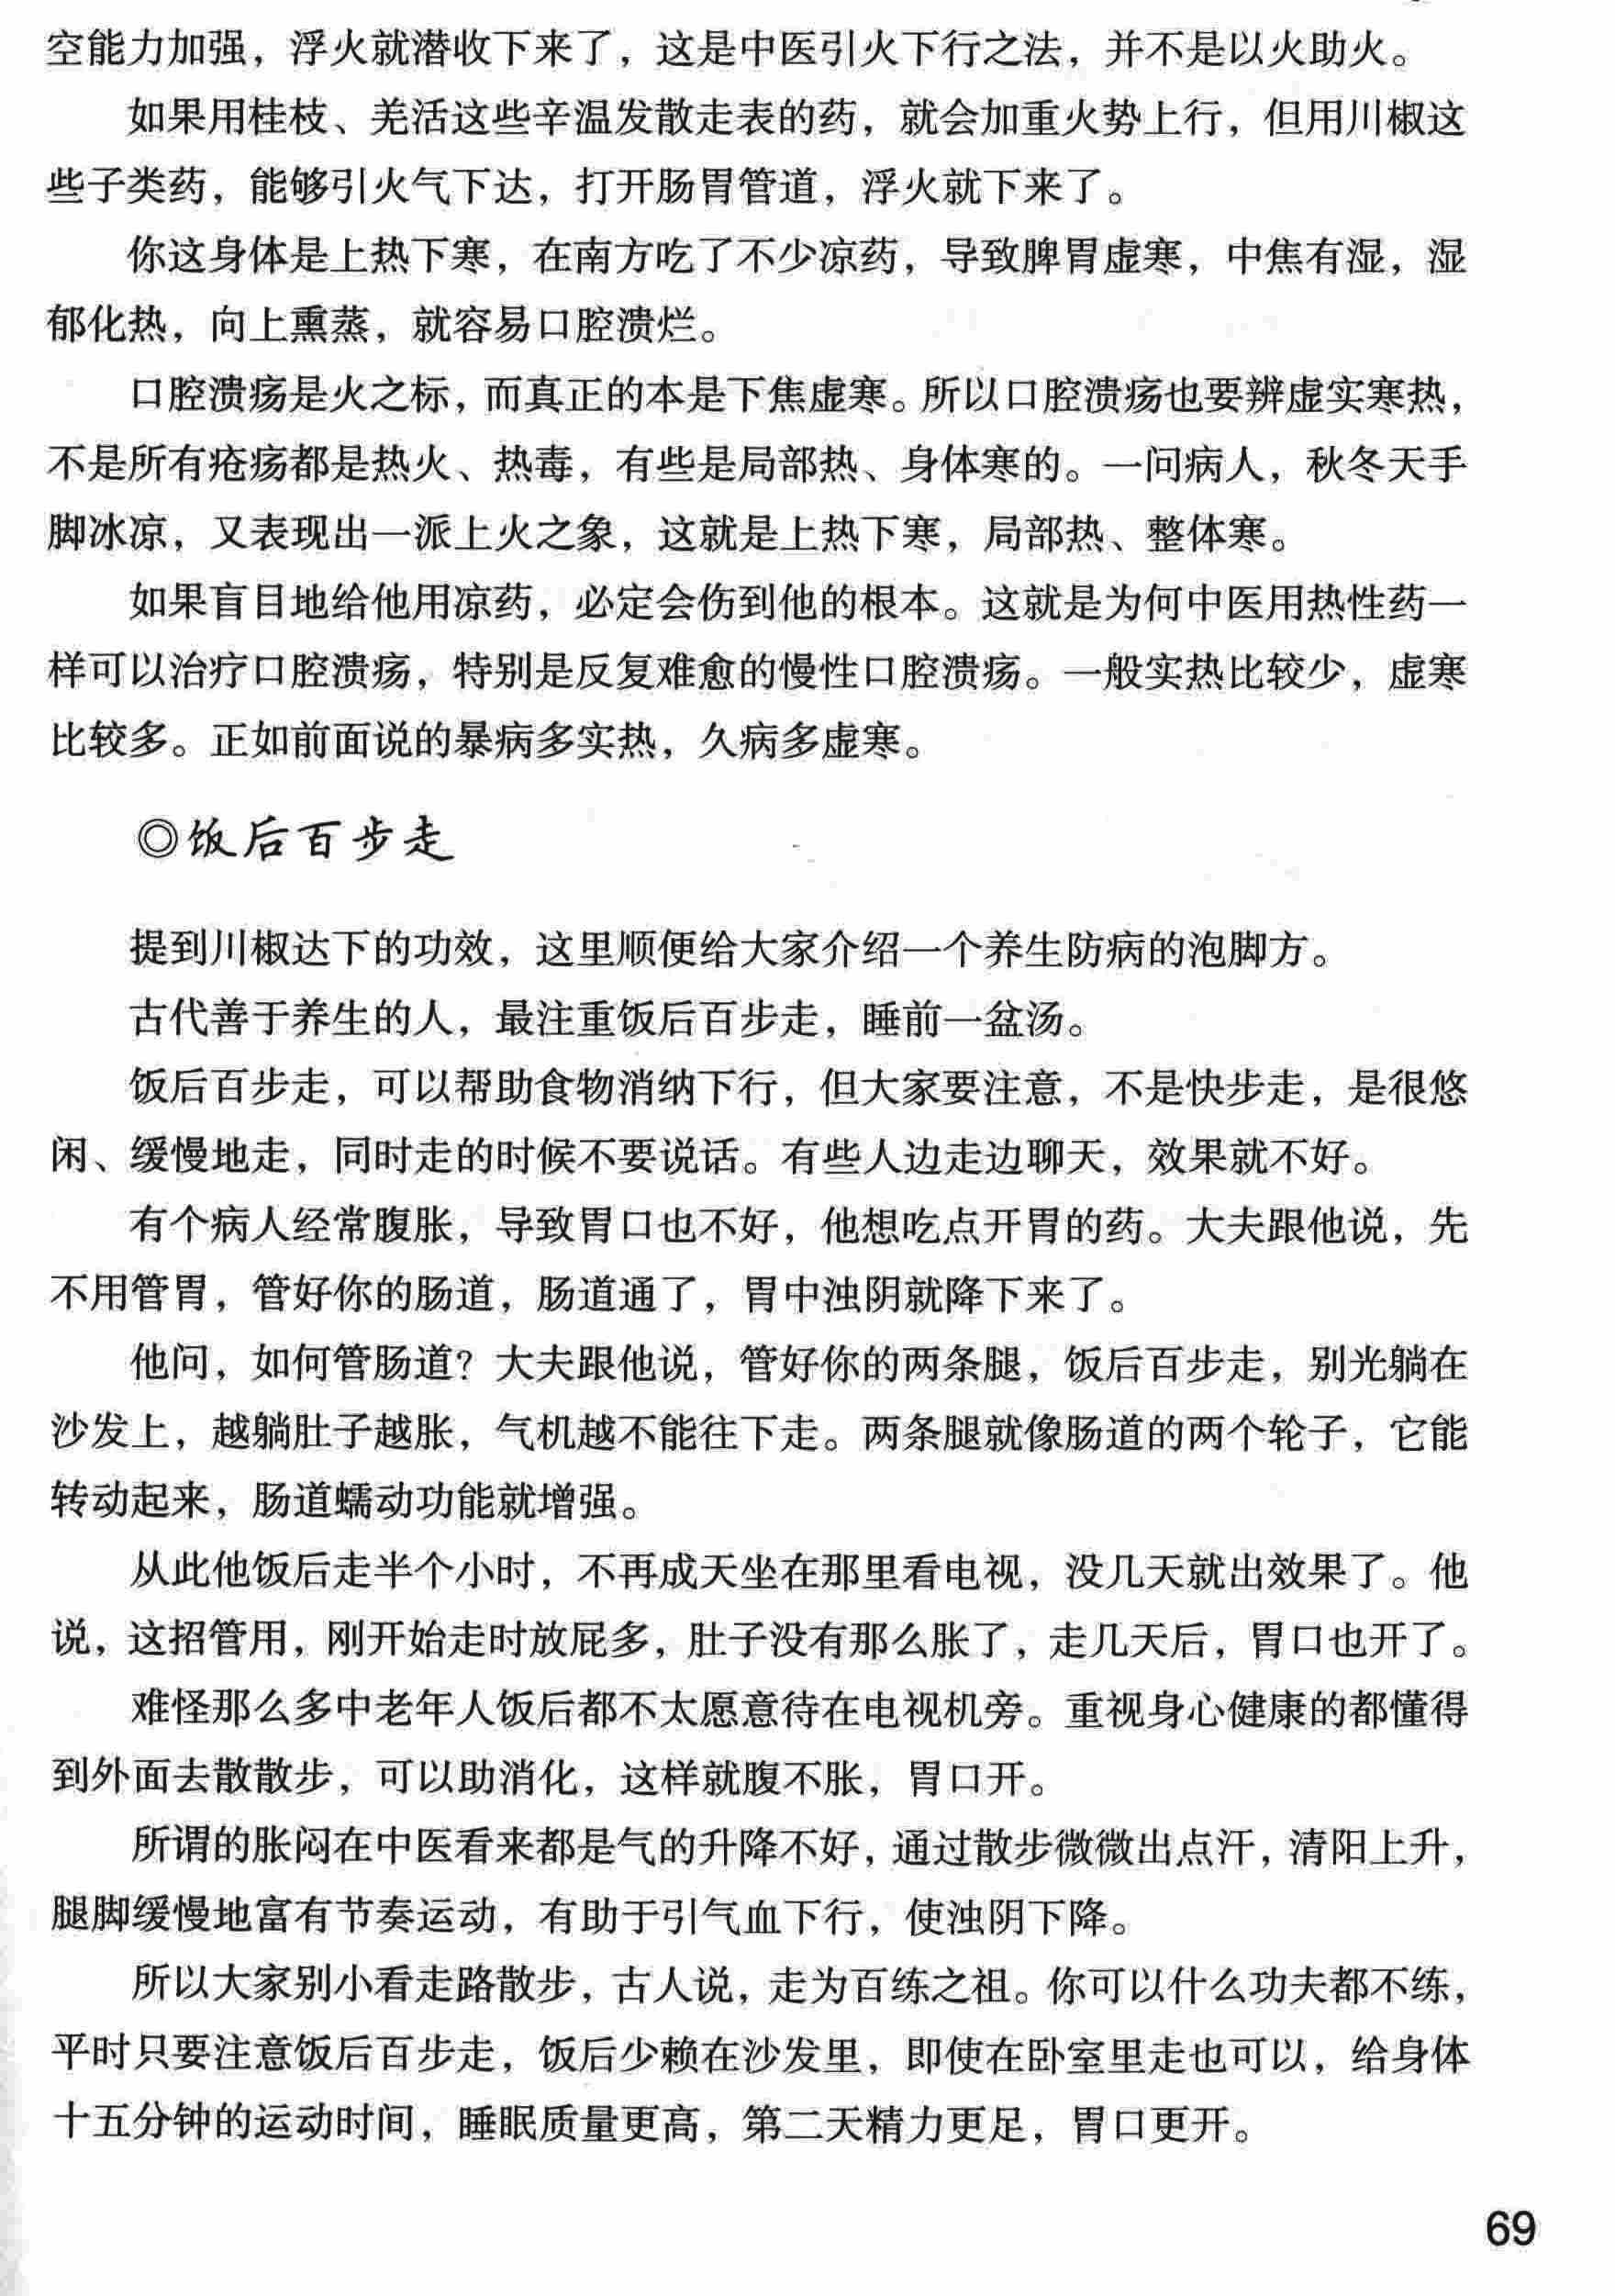 空能力加强，浮火就潜收下来了，这是中医引火下行之法，并不是以火助火。
如果用桂枝、羌活这些辛温发散走表的药，就会加重火势上行，但用川椒这
些子类药，能够引火气下达，打开肠胃管道，浮火就下来了。
你这身体是上热下寒，在南方吃了不少凉药，导致脾胃虚寒，中焦有湿，湿
郁化热，向上熏蒸，就容易口腔溃烂。
口腔溃疡是火之标，而真正的本是下焦虚寒。所以口腔溃疡也要辨虚实寒热，
不是所有疮疡都是热火、热毒，有些是局部热、身体寒的。一问病人，秋冬天手
脚冰凉，又表现出一派上火之象，这就是上热下寒，局部热、整体寒。
如果盲目地给他用凉药，必定会伤到他的根本。这就是为何中医用热性药一
样可以治疗口腔溃疡，特别是反复难愈的慢性口腔溃疡。一般实热比较少，虚寒
比较多。正如前面说的暴病多实热，久病多虚寒。
◎饭后百步走
提到川椒达下的功效，这里顺便给大家介绍一个养生防病的泡脚方。
古代善于养生的人，最注重饭后百步走，睡前一盆汤。
饭后百步走，可以帮助食物消纳下行，但大家要注意，不是快步走，是很悠
闲、缓慢地走，同时走的时候不要说话。有些人边走边聊天，效果就不好。
有个病人经常腹胀，导致胃口也不好，他想吃点开胃的药。大夫跟他说，先
不用管胃，管好你的肠道，肠道通了，胃中浊阴就降下来了。
他问，如何管肠道？大夫跟他说，管好你的两条腿，饭后百步走，别光躺在
沙发上，越躺肚子越胀，气机越不能往下走。两条腿就像肠道的两个轮子，它能
转动起来，肠道蠕动功能就增强。
从此他饭后走半个小时，不再成天坐在那里看电视，没几天就出效果了。他
说，这招管用，刚开始走时放屁多，肚子没有那么胀了，走几天后，胃口也开了。
难怪那么多中老年人饭后都不太愿意待在电视机旁。重视身心健康的都懂得
到外面去散散步，可以助消化，这样就腹不胀，胃口开。
所谓的胀闷在中医看来都是气的升降不好，通过散步微微出点汗，清阳上升，
腿脚缓慢地富有节奏运动，有助于引气血下行，使浊阴下降。
所以大家别小看走路散步，古人说，走为百练之祖。你可以什么功夫都不练，
平时只要注意饭后百步走，饭后少赖在沙发里，即使在卧室里走也可以，给身体
十五分钟的运动时间，睡眠质量更高，第二天精力更足，胃口更开。
69